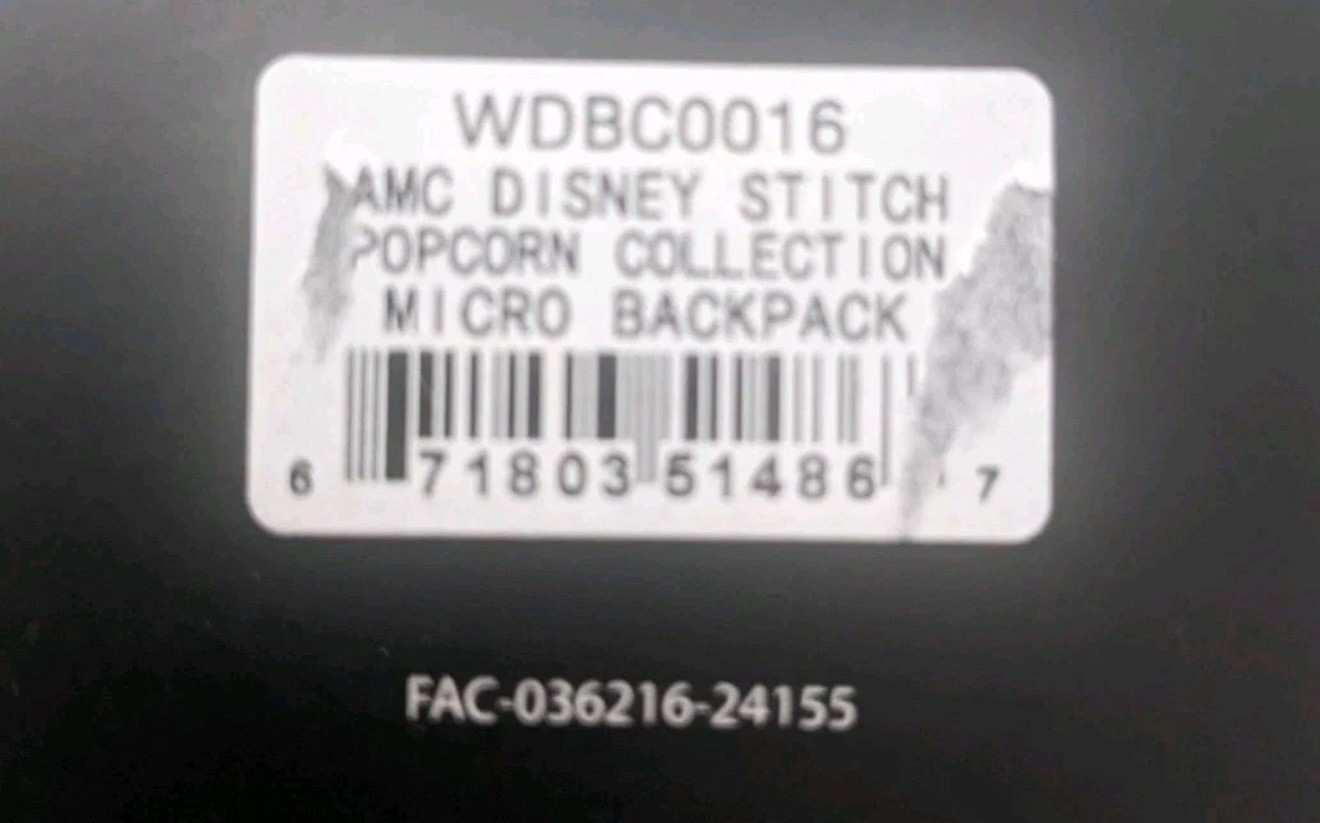 WDBC0016
AMC DISNEY STITCH
POPCORN COLLECTION
MICRO BACKPACK
6 71803 51486 7
FAC-036216-24155